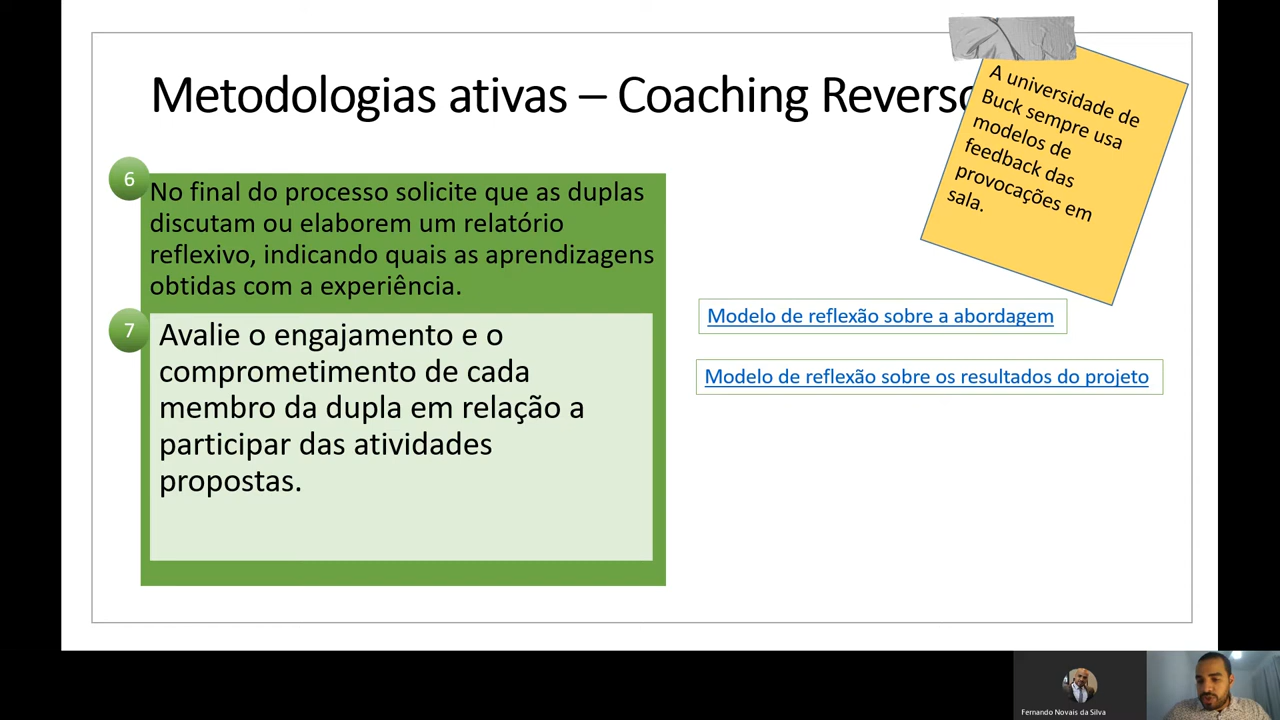 Metodologias ativas – Coaching Reverso
A universidade de
Buck sempre usa
modelos de
feedback das
provocações em
sala.
6
No final do processo solicite que as duplas
discutam ou elaborem um relatório
reflexivo, indicando quais as aprendizagens
obtidas com a experiência.
7
Avalie o engajamento e o
comprometimento de cada
membro da dupla em relação a
participar das atividades
propostas.
Modelo de reflexão sobre a abordagem
Modelo de reflexão sobre os resultados do projeto
Fernando Novais da Silva